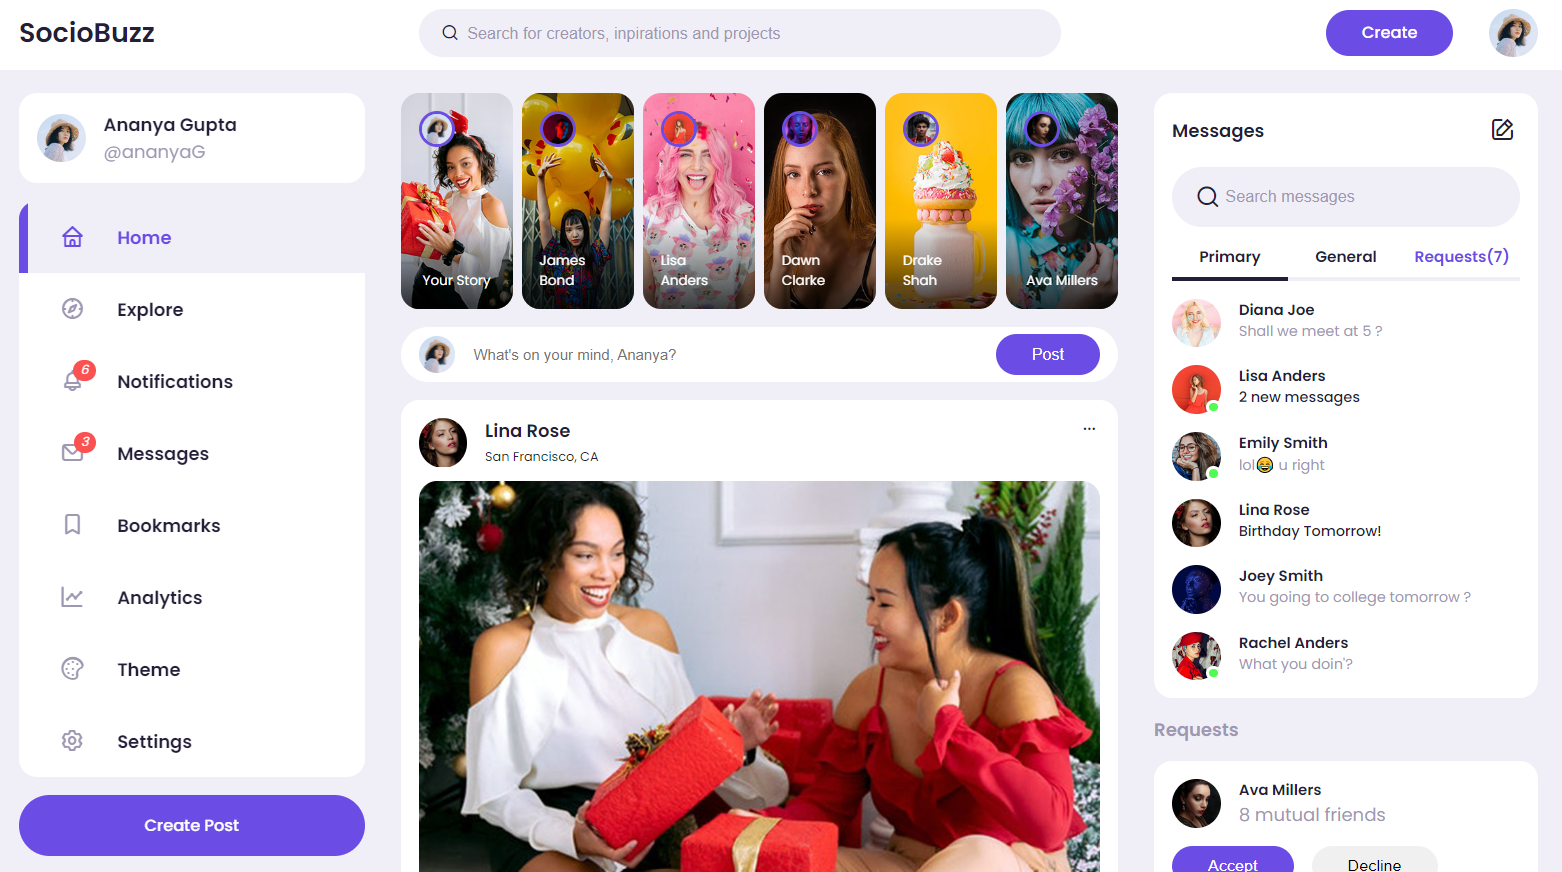 SocioBuzz
Search for creators, inpirations and projects
Create
Ananya Gupta
@ananyaG
Home
Explore
6
Notifications
3
Messages
Bookmarks
Analytics
Theme
Settings
Create Post
Your Story
James
Bond
Lisa
Anders
Dawn
Clarke
Drake
Shah
Ava Millers
What's on your mind, Ananya?
Post
Lina Rose
San Francisco, CA
...
Messages
Search messages
Primary
General
Requests(7)
Diana Joe
Shall we meet at 5 ?
Lisa Anders
2 new messages
Emily Smith
lol😂 u right
Lina Rose
Birthday Tomorrow!
Joey Smith
You going to college tomorrow ?
Rachel Anders
What you doin'?
Requests
Ava Millers
8 mutual friends
Accept
Decline